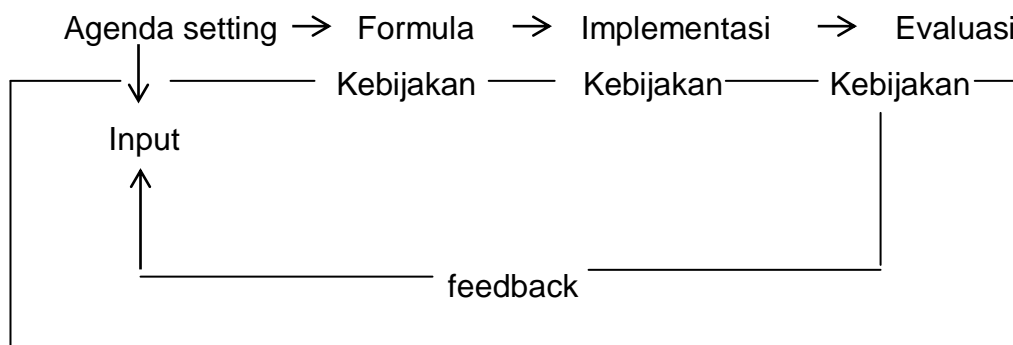 Agenda setting Formula Implementasi Evaluasi
Kebijakan Kebijakan Kebijakan
Input
feedback